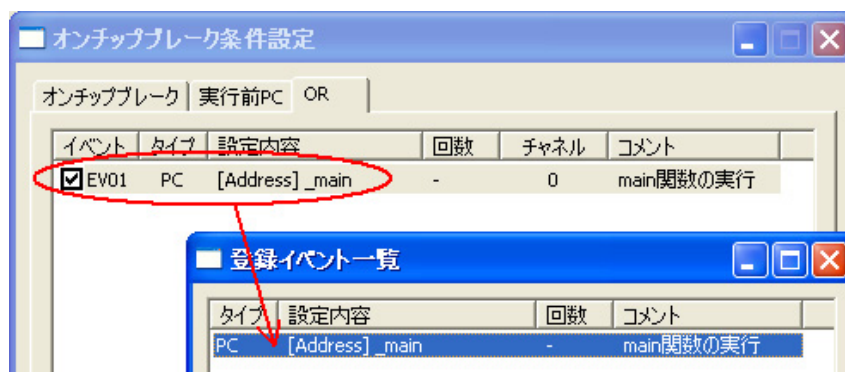 オンチップブレーク条件設定
オンチップブレーク 実行前PC OR
イベント タイプ 設定内容 回数 チャネル コメント
EV01 PC [Address] _main - 0 main関数の実行
登録イベント一覧
タイプ 設定内容 回数 コメント
PC [Address] _main - main関数の実行